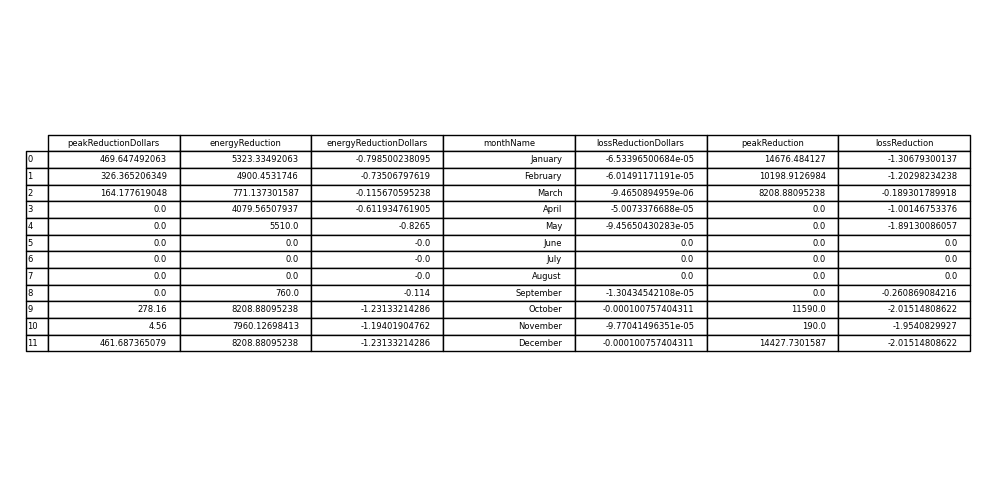 peakReductionDollars energyReduction energyReductionDollars monthName lossReductionDollars peakReduction lossReduction
0 469.647492063 5323.33492063 -0.798500238095 January -6.53396500684e-05 14676.484127 -1.30679300137
1 326.365206349 4900.4531746 -0.73506797619 February -6.01491171191e-05 10198.9126984 -1.20298234238
2 164.177619048 771.137301587 -0.115670595238 March -9.4650894959e-06 8208.88095238 -0.189301789918
3 0.0 4079.56507937 -0.611934761905 April -5.0073376688e-05 0.0 -1.00146753376
4 0.0 5510.0 -0.8265 May -9.45650430283e-05 0.0 -1.89130086057
5 0.0 0.0 -0.0 June 0.0 0.0 0.0
6 0.0 0.0 -0.0 July 0.0 0.0 0.0
7 0.0 0.0 -0.0 August 0.0 0.0 0.0
8 0.0 760.0 -0.114 September -1.30434542108e-05 0.0 -0.260869084216
9 278.16 8208.88095238 -1.23133214286 October -0.000100757404311 11590.0 -2.01514808622
10 4.56 7960.12698413 -1.19401904762 November -9.77041496351e-05 190.0 -1.9540829927
11 461.687365079 8208.88095238 -1.23133214286 December -0.000100757404311 14427.7301587 -2.01514808622